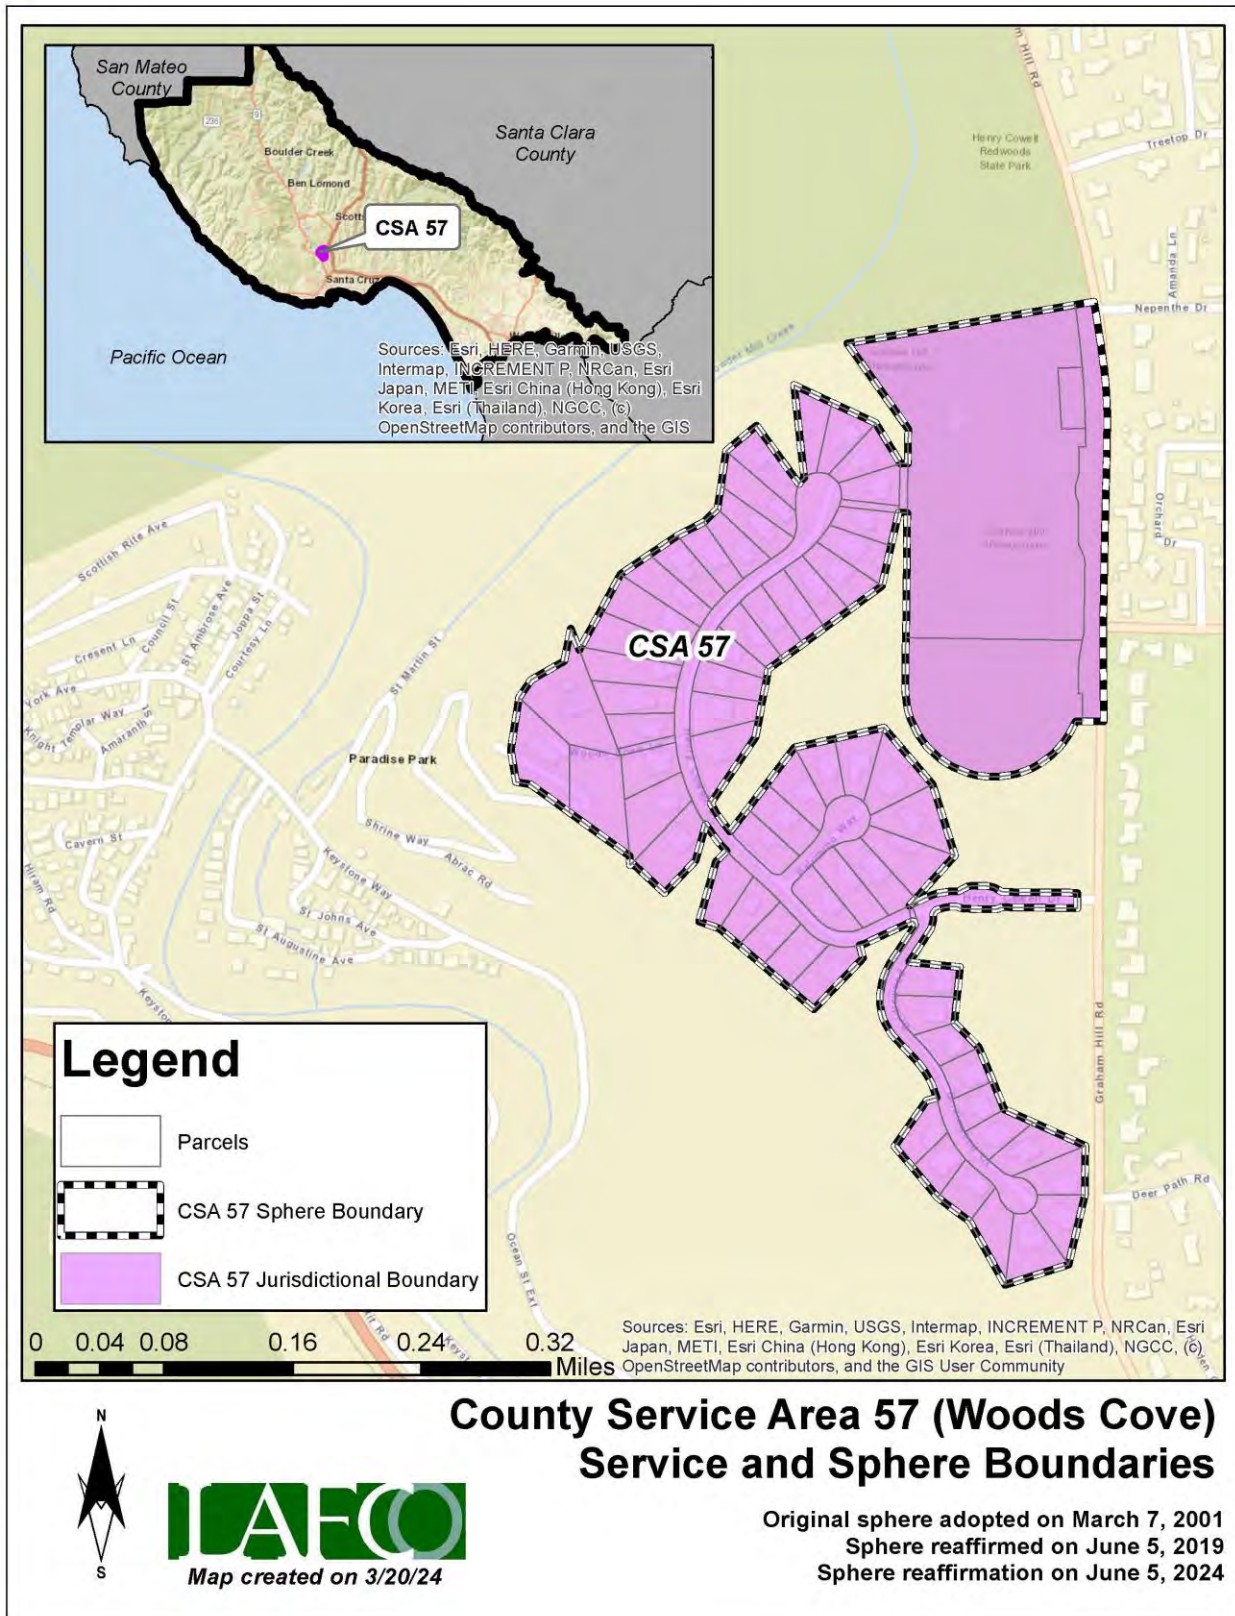 San Mateo
County
Santa Clara
County
236
9
Boulder Creek
Ben Lomond
CSA 57
Santa Cruz
Pacific Ocean
Sources: Esri, HERE, Garmin, USGS,
Intermap, INCREMENT P, NRCan, Esri
Japan, METI, Esri China (Hong Kong), Esri
Korea, Esri (Thailand), NGCC, (c)
OpenStreetMap contributors, and the GIS
m Hill Rd
Henry Cowell
Redwoods
State Park
Treetop Dr
Amanda Ln
Nepenthe Dr
Orchard
Dr
Scottish Rite Ave
Cresent Ln
Council St
St Ambrose Ave
Joppa St
Courtesy Ln
York Ave
Knight Templar Way
Amaranth St
St Martin St
CSA 57
Paradise Park
Cavern St
Shrine Way
Abrac Rd
Hiram Rd
Keystone Way
St Johns Ave
St Augustine Ave
Graham Hill Rd
Deer Path Rd
Ocean St Ext
Legend
Parcels
CSA 57 Sphere Boundary
CSA 57 Jurisdictional Boundary
0 0.04 0.08 0.16 0.24 0.32
Miles
Sources: Esri, HERE, Garmin, USGS, Intermap, INCREMENT P, NRCan, Esri
Japan, METI, Esri China (Hong Kong), Esri Korea, Esri (Thailand), NGCC, (c)
OpenStreetMap contributors, and the GIS User Community
County Service Area 57 (Woods Cove)
Service and Sphere Boundaries
N
S
LAFCO
Map created on 3/20/24
Original sphere adopted on March 7, 2001
Sphere reaffirmed on June 5, 2019
Sphere reaffirmation on June 5, 2024